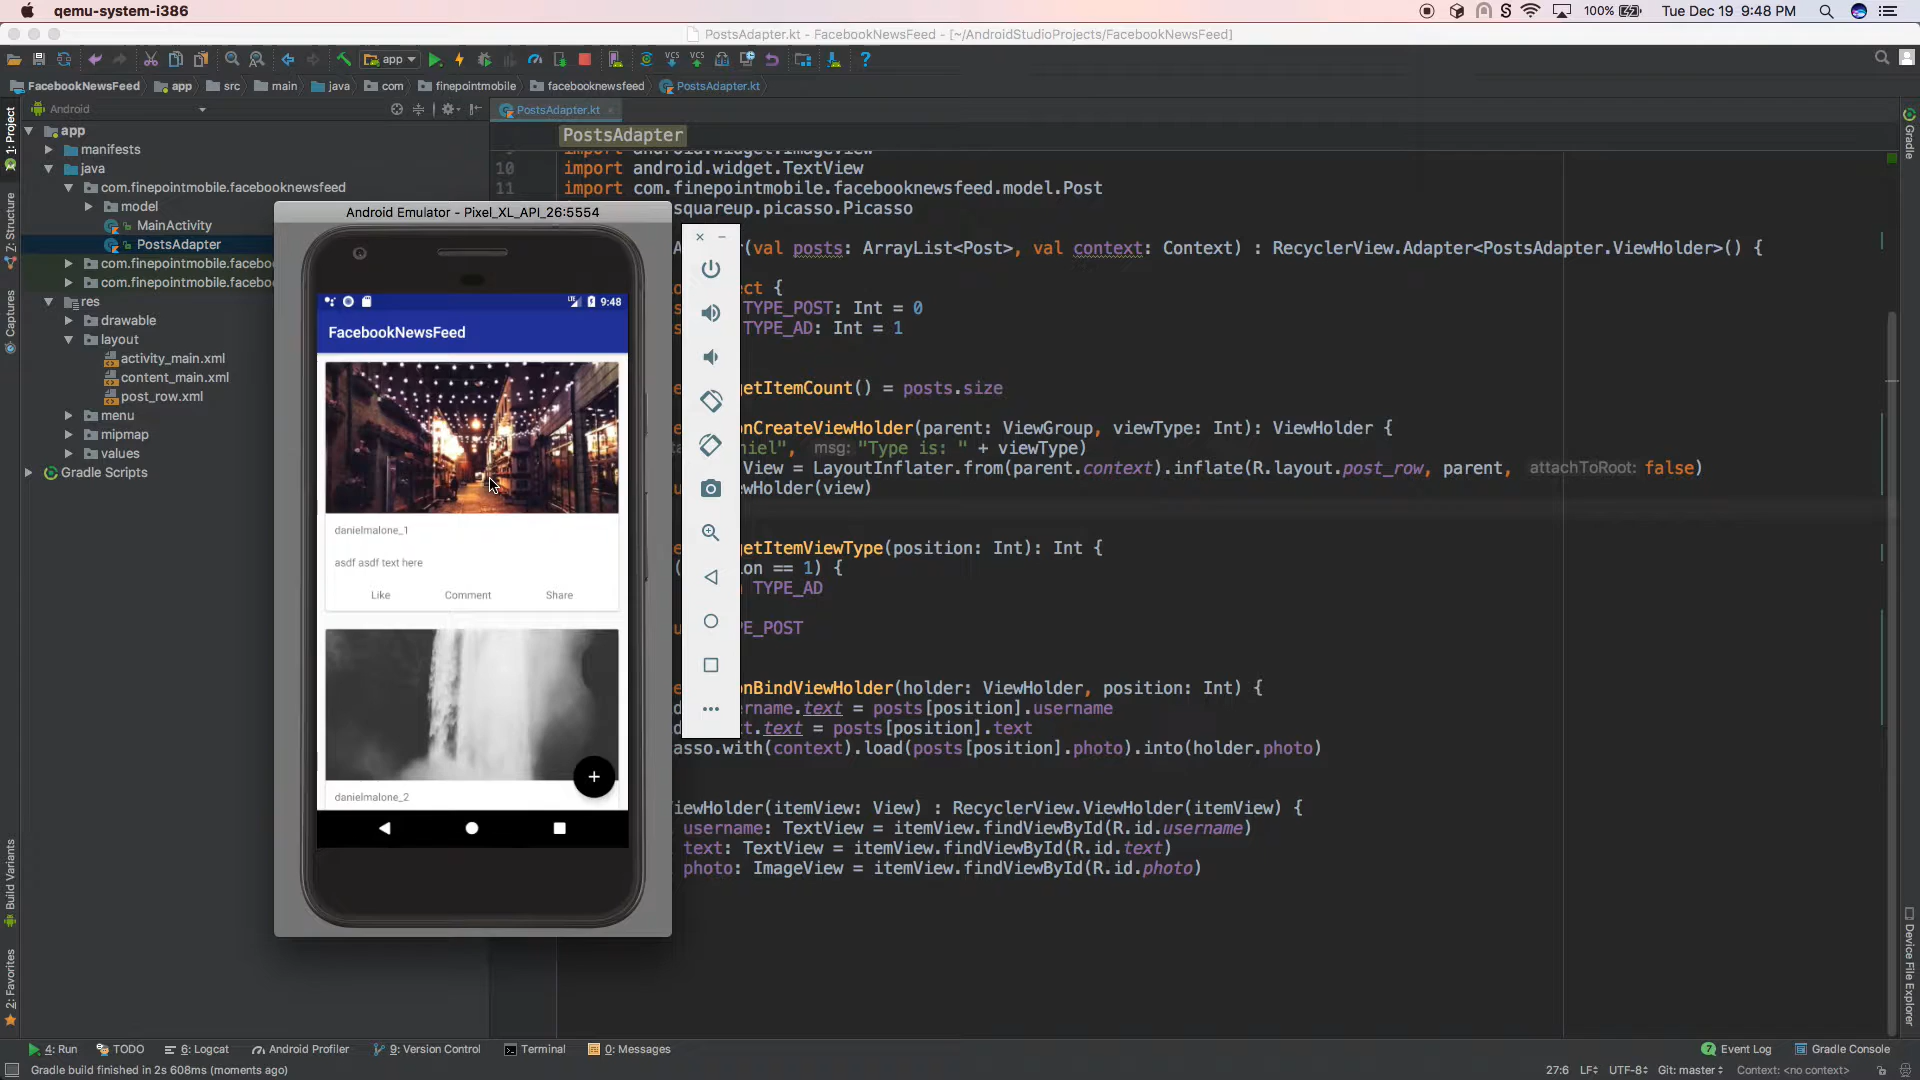 qemu-system-i386
100%
Tue Dec 19 9:48 PM
PostsAdapter.kt - FacebookNewsFeed - [~/AndroidStudioProjects/FacebookNewsFeed]
app
FacebookNewsFeed
app
src
main
java
com
finepointmobile
facebooknewsfeed
PostsAdapter.kt
Android
PostsAdapter.kt
PostsAdapter
app
manifests
java
com.finepointmobile.facebooknewsfeed
model
MainActivity
PostsAdapter
com.finepointmobile.facebo
com.finepointmobile.facebo
res
drawable
layout
activity_main.xml
content_main.xml
post_row.xml
menu
mipmap
values
Gradle Scripts
1: Project
7: Structure
Captures
Build Variants
2: Favorites
Android Emulator - Pixel_XL_API_26:5554
9:48
FacebookNewsFeed
danielmalone_1
asdf asdf text here
Like Comment Share
danielmalone_2
import android.widget.ImageView
10 import android.widget.TextView
11 import com.finepointmobile.facebooknewsfeed.model.Post
squareup.picasso.Picasso
(val posts: ArrayList<Post>, val context: Context) : RecyclerView.Adapter<PostsAdapter.ViewHolder>() {
ct {
TYPE_POST: Int = 0
TYPE_AD: Int = 1
etItemCount() = posts.size
onCreateViewHolder(parent: ViewGroup, viewType: Int): ViewHolder {
niel", msg: "Type is: " + viewType)
View = LayoutInflater.from(parent.context).inflate(R.layout.post_row, parent, attachToRoot: false)
ewHolder(view)
etItemViewType(position: Int): Int {
on == 1) {
TYPE_AD
PE_POST
onBindViewHolder(holder: ViewHolder, position: Int) {
ername.text = posts[position].username
t.text = posts[position].text
asso.with(context).load(posts[position].photo).into(holder.photo)
iewHolder(itemView: View) : RecyclerView.ViewHolder(itemView) {
username: TextView = itemView.findViewById(R.id.username)
text: TextView = itemView.findViewById(R.id.text)
photo: ImageView = itemView.findViewById(R.id.photo)
Gradle
Device File Explorer
4: Run
TODO
6: Logcat
Android Profiler
9: Version Control
Terminal
0: Messages
7 Event Log
Gradle Console
Gradle build finished in 2s 608ms (moments ago)
27:6
LF
UTF-8
Git: master
Context: <no context>